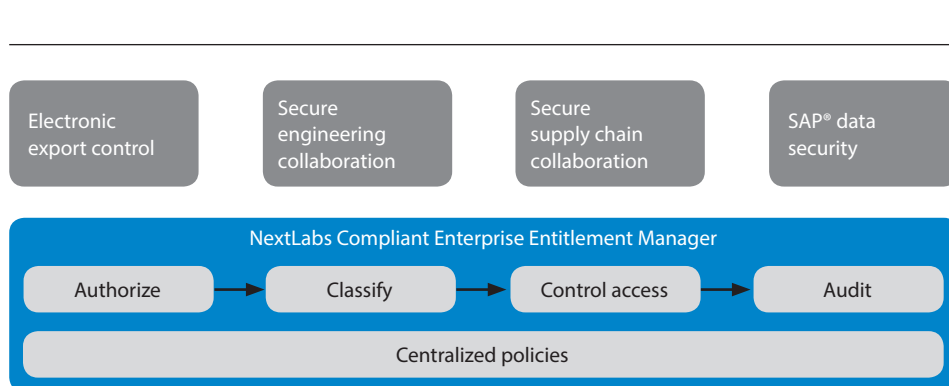 Electronic
export control
Secure
engineering
collaboration
Secure
supply chain
collaboration
SAP® data
security
NextLabs Compliant Enterprise Entitlement Manager
Authorize
Classify
Control access
Audit
Centralized policies